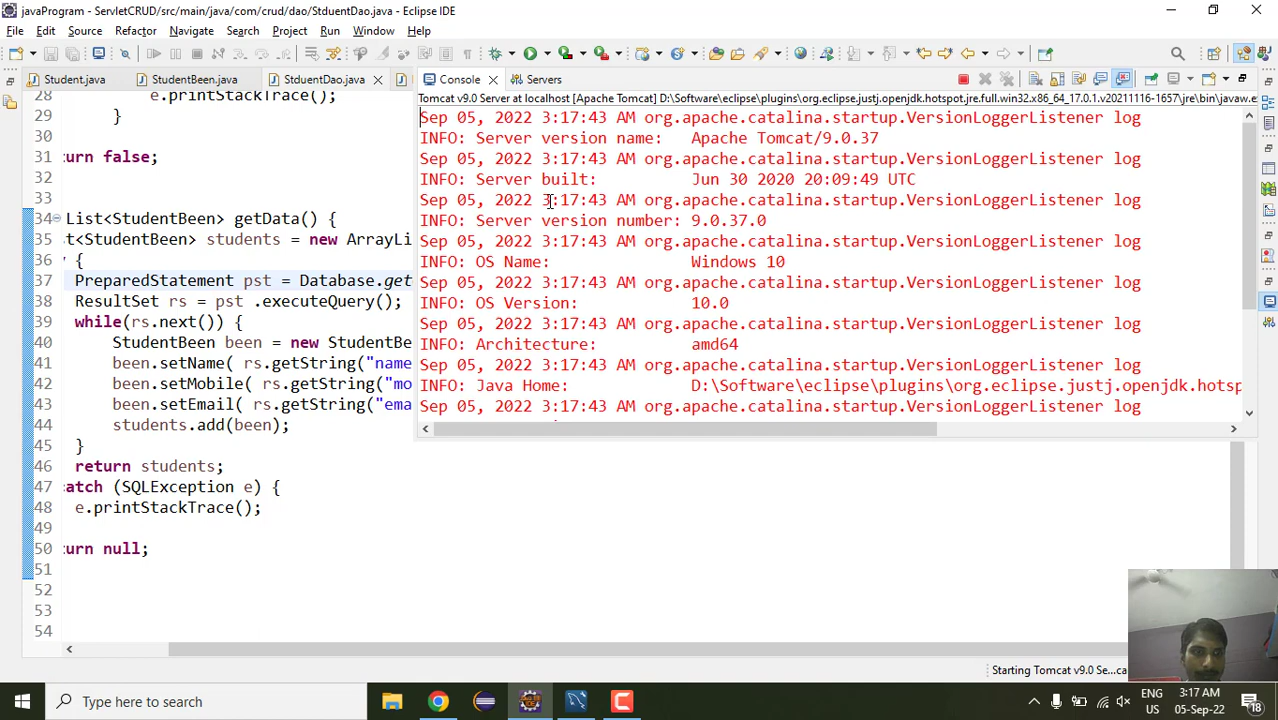 javaProgram - ServletCRUD/src/main/java/com/crud/dao/StduentDao.java - Eclipse IDE
File Edit Source Refactor Navigate Search Project Run Window Help
Student.java StudentBeen.java StduentDao.java
Console Servers
Tomcat v9.0 Server at localhost [Apache Tomcat] D:\Software\eclipse\plugins\org.eclipse.justj.openjdk.hotspot.jre.full.win32.x86_64_17.0.1.v20211116-1657\jre\bin\javaw.e
28 e.printStackTrace();
29 }
30
31 turn false;
32
33
34 List<StudentBeen> getData() {
35 t<StudentBeen> students = new ArrayLi
36 {
37 PreparedStatement pst = Database.get
38 ResultSet rs = pst .executeQuery();
39 while(rs.next()) {
40 StudentBeen been = new StudentBe
41 been.setName( rs.getString("name
42 been.setMobile( rs.getString("mo
43 been.setEmail( rs.getString("ema
44 students.add(been);
45 }
46 return students;
47 atch (SQLException e) {
48 e.printStackTrace();
49
50 turn null;
51
52
53
54
Sep 05, 2022 3:17:43 AM org.apache.catalina.startup.VersionLoggerListener log
INFO: Server version name: Apache Tomcat/9.0.37
Sep 05, 2022 3:17:43 AM org.apache.catalina.startup.VersionLoggerListener log
INFO: Server built: Jun 30 2020 20:09:49 UTC
Sep 05, 2022 3:17:43 AM org.apache.catalina.startup.VersionLoggerListener log
INFO: Server version number: 9.0.37.0
Sep 05, 2022 3:17:43 AM org.apache.catalina.startup.VersionLoggerListener log
INFO: OS Name: Windows 10
Sep 05, 2022 3:17:43 AM org.apache.catalina.startup.VersionLoggerListener log
INFO: OS Version: 10.0
Sep 05, 2022 3:17:43 AM org.apache.catalina.startup.VersionLoggerListener log
INFO: Architecture: amd64
Sep 05, 2022 3:17:43 AM org.apache.catalina.startup.VersionLoggerListener log
INFO: Java Home: D:\Software\eclipse\plugins\org.eclipse.justj.openjdk.hotsp
Sep 05, 2022 3:17:43 AM org.apache.catalina.startup.VersionLoggerListener log
Starting Tomcat v9.0 Se...ca...
Type here to search
ENG
US
3:17 AM
05-Sep-22
18